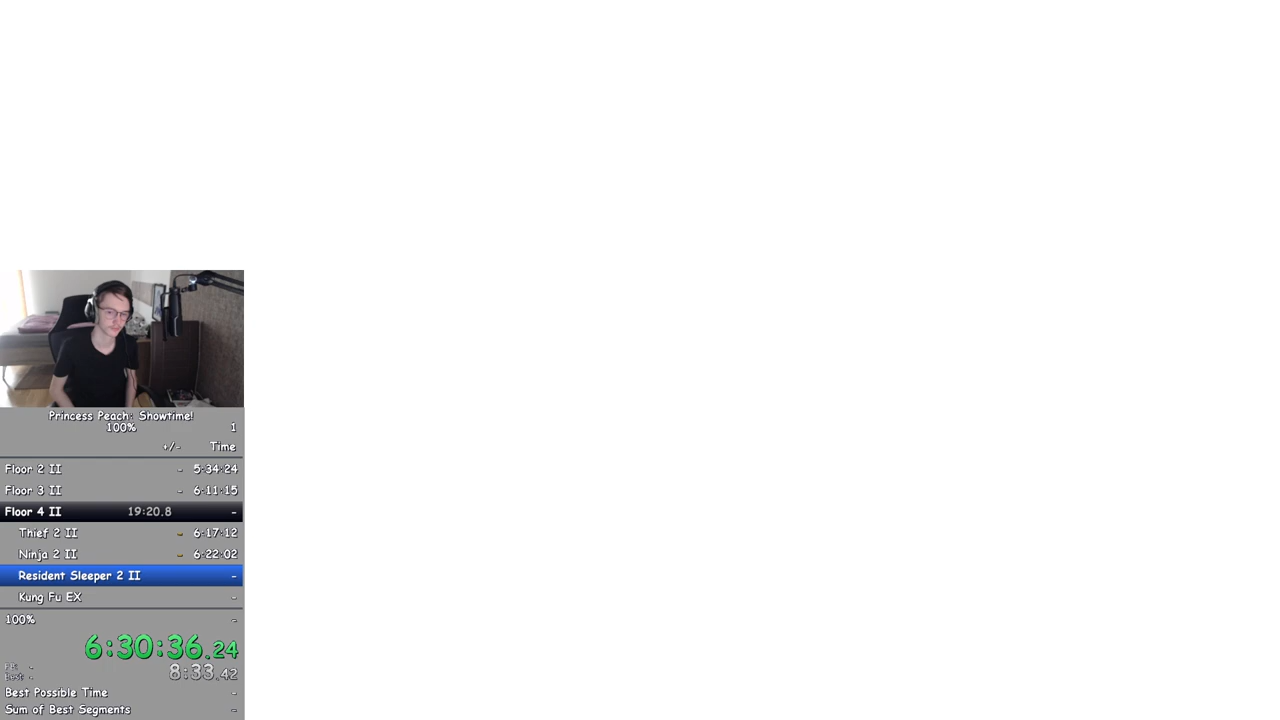 Princess Peach: Showtime!
100% 1
+/- Time
Floor 2 II - 5:34:24
Floor 3 II - 6:11:15
Floor 4 II 19:20.8 -
Thief 2 II - 6:17:12
Ninja 2 II - 6:22:02
Resident Sleeper 2 II -
Kung Fu EX -
100% -
6:30:36.24
PB: -
8:33.42
Best: -
Best Possible Time -
Sum of Best Segments -